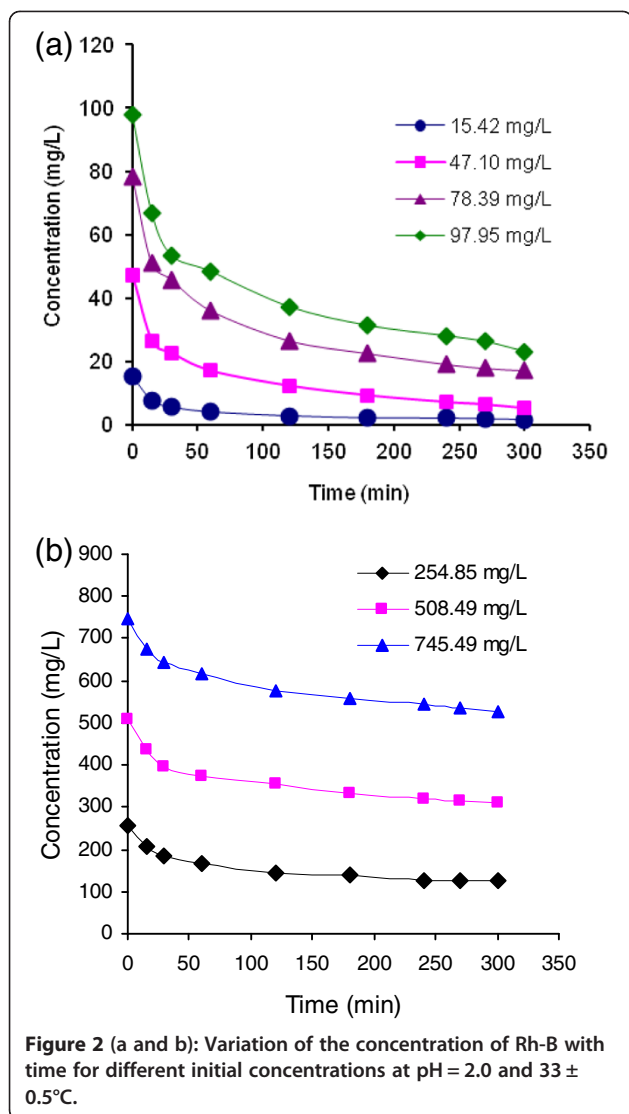 (a)
120
100
80
60
40
20
0
Concentration (mg/L)
15.42 mg/L
47.10 mg/L
78.39 mg/L
97.95 mg/L
0 50 100 150 200 250 300 350
Time (min)
(b)
900
800
700
600
500
400
300
200
100
0
Concentration (mg/L)
254.85 mg/L
508.49 mg/L
745.49 mg/L
0 50 100 150 200 250 300 350
Time (min)
Figure 2 (a and b): Variation of the concentration of Rh-B with
time for different initial concentrations at pH = 2.0 and 33 ±
0.5°C.